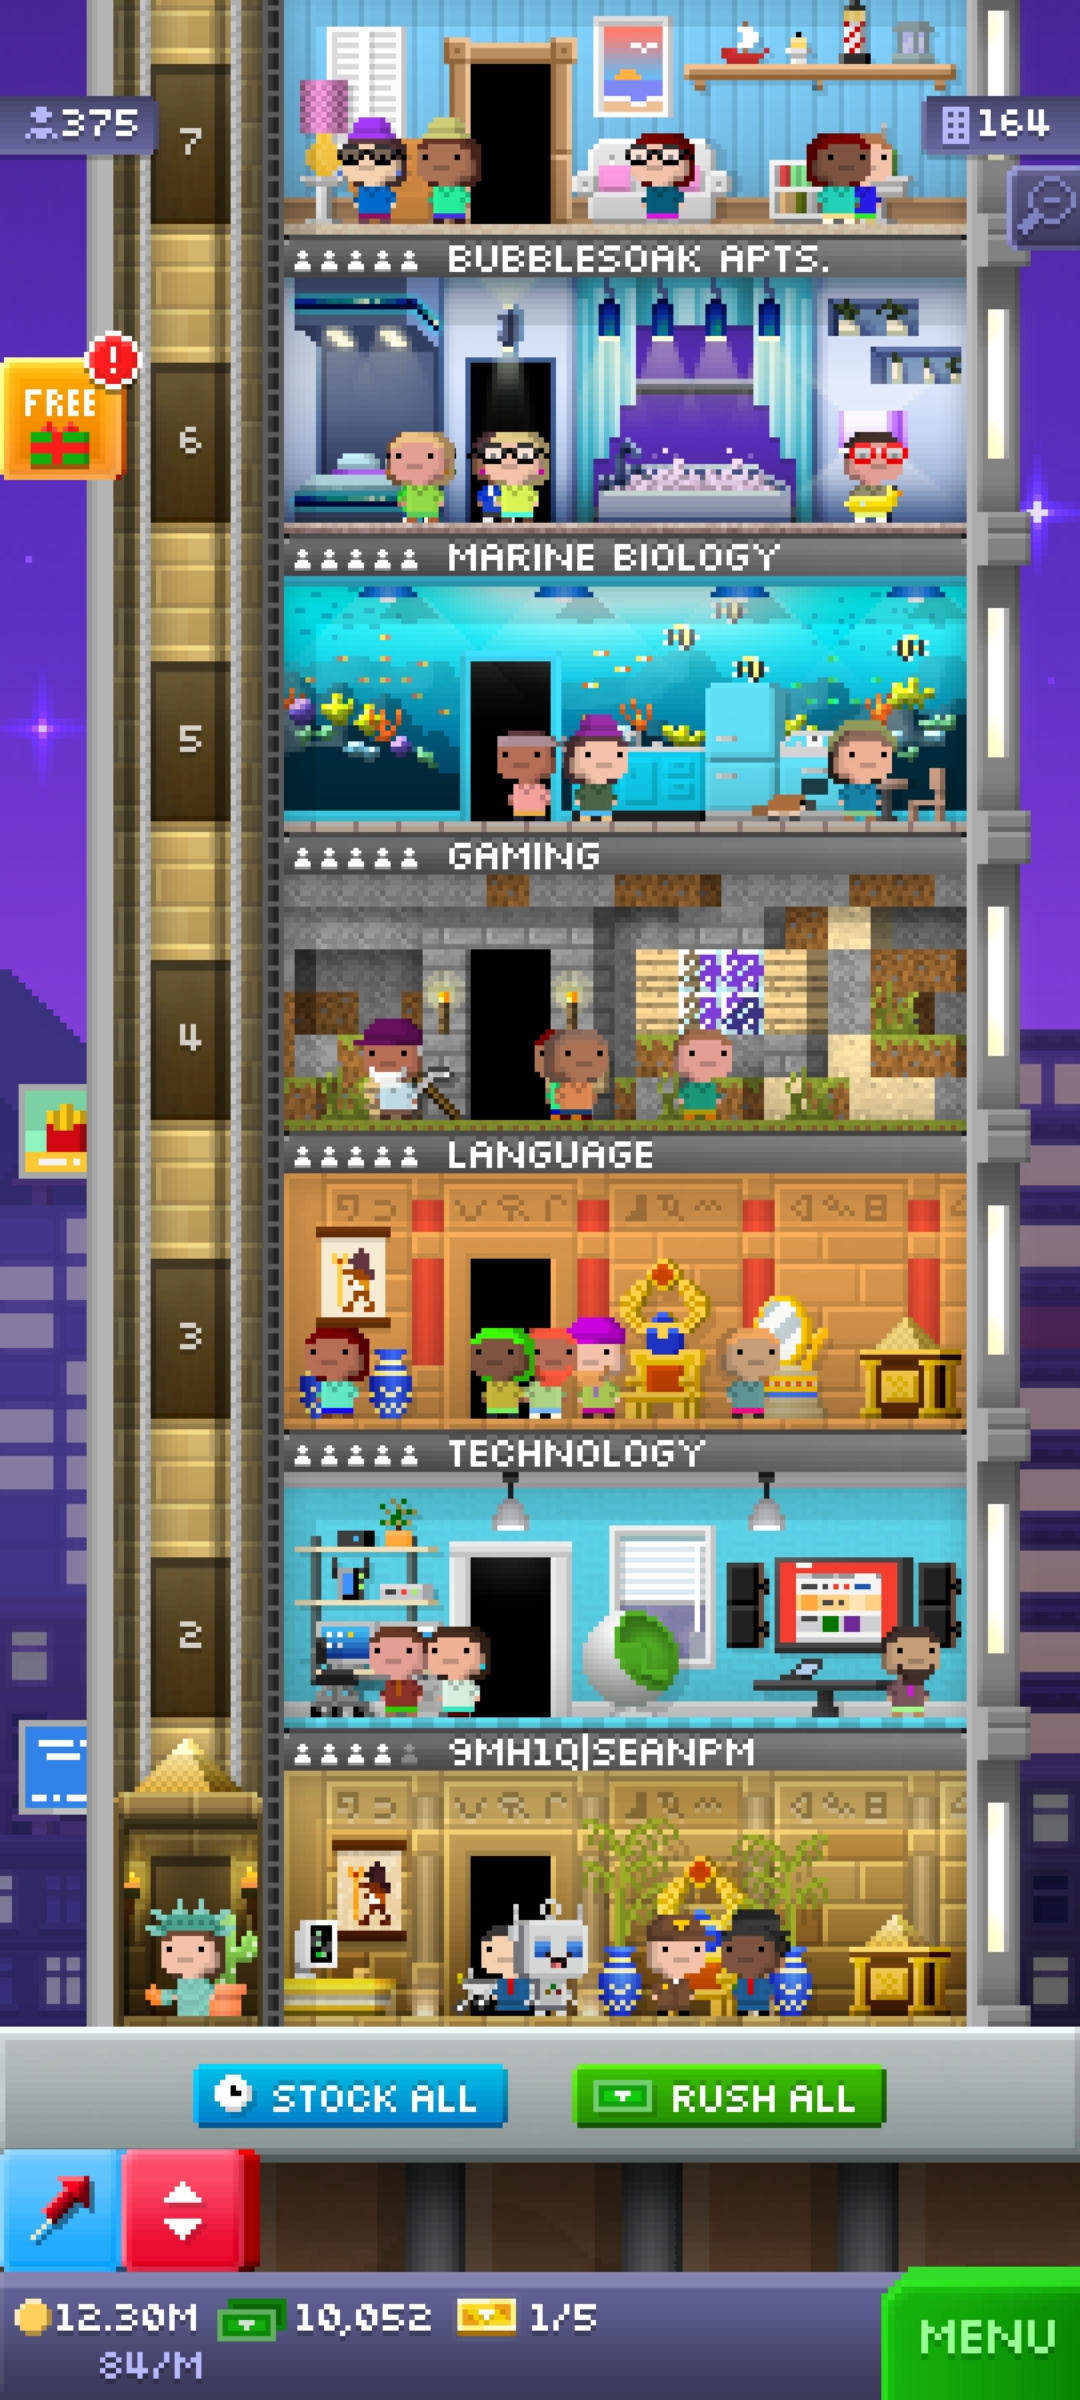 375
7
164
BUBBLESOAK APTS.
FREE
!
6
MARINE BIOLOGY
5
GAMING
4
LANGUAGE
3
TECHNOLOGY
2
9MH1Q|SEANPM
STOCK ALL
RUSH ALL
12.30M
10,052
1/5
84/M
MENU